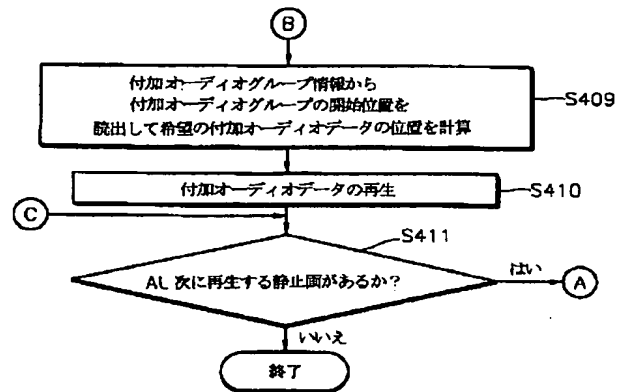 B
付加オーディオグループ情報から
付加オーディオグループの開始位置を
読出して希望の付加オーディオデータの位置を計算
S409
付加オーディオデータの再生
S410
C
S411
AL 次に再生する静止面があるか?
はい
A
いいえ
終了